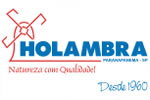 HOLAMBRA
PARANAPANEMA - SP
Natureza com Qualidade!
Desde 1960